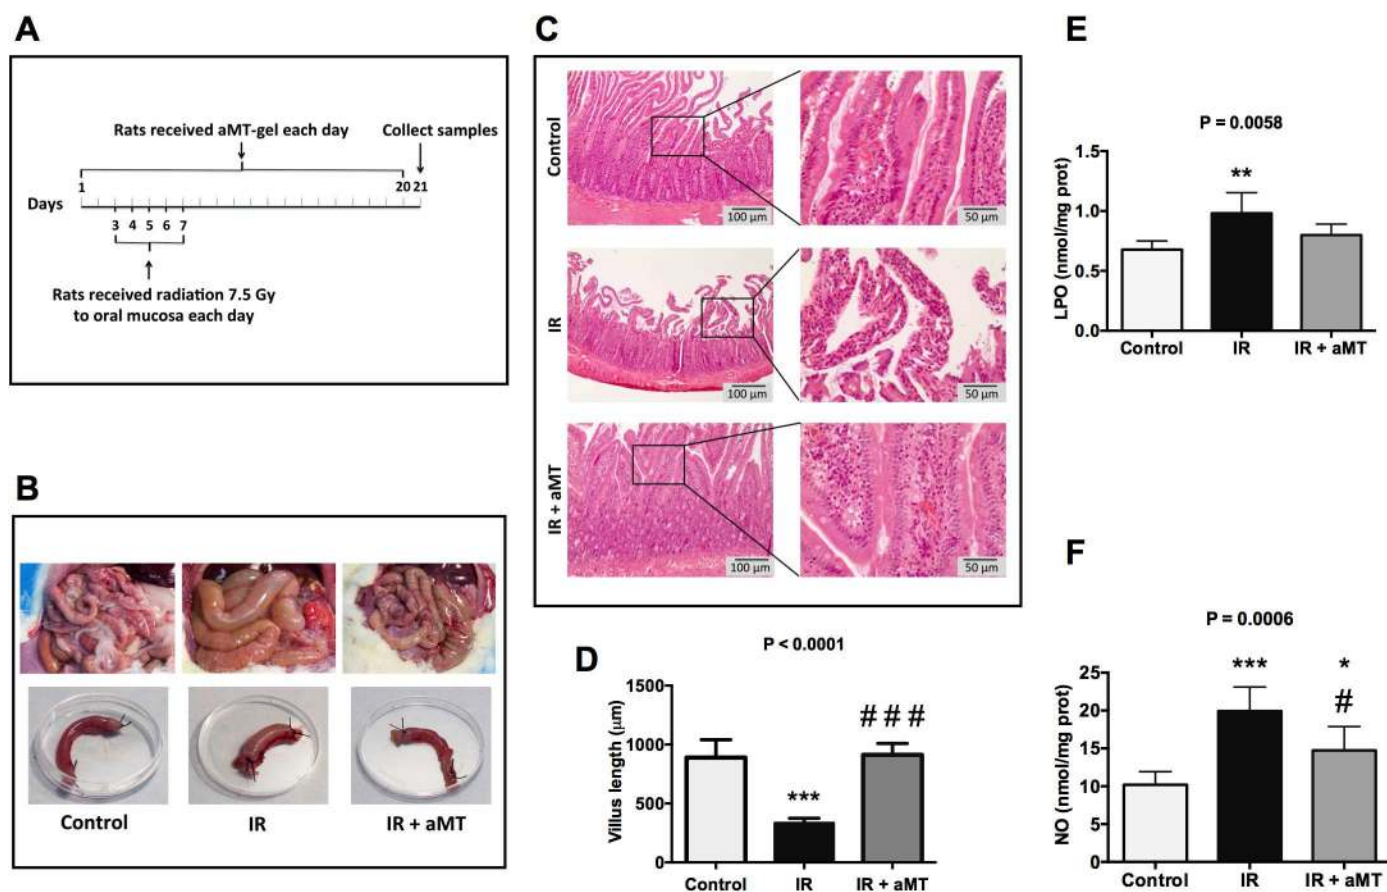 A
Rats received aMT-gel each day
Collect samples
1
20 21
Days
3 4 5 6 7
Rats received radiation 7.5 Gy
to oral mucosa each day
B
Control
IR
IR + aMT
C
Control
100 µm
50 µm
IR
100 µm
50 µm
IR + aMT
100 µm
50 µm
D
P < 0.0001
Villus length (µm)
1500
1000
500
0
***
# # #
Control
IR
IR + aMT
E
P = 0.0058
LPO (nmol/mg prot)
1.5
1.0
0.5
0.0
**
Control
IR
IR + aMT
F
P = 0.0006
NO (nmol/mg prot)
25
20
15
10
5
0
***
*
#
Control
IR
IR + aMT